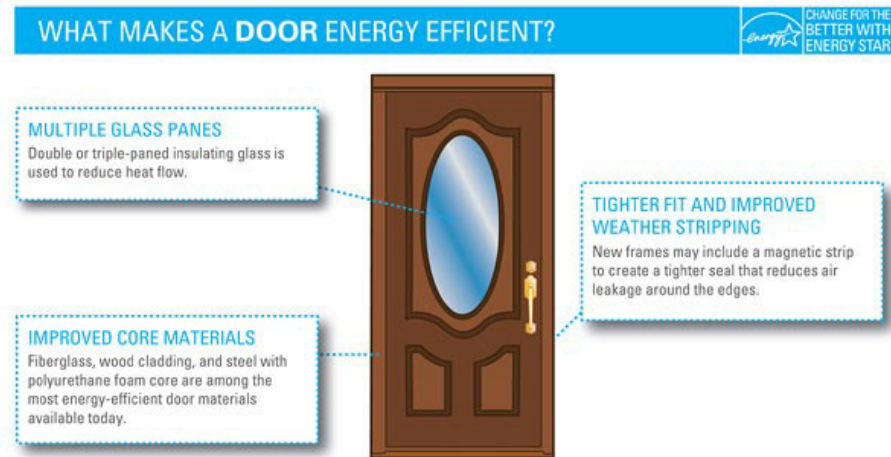 WHAT MAKES A DOOR ENERGY EFFICIENT?
energy
CHANGE FOR THE
BETTER WITH
ENERGY STAR
MULTIPLE GLASS PANES
Double or triple-paned insulating glass is
used to reduce heat flow.
TIGHTER FIT AND IMPROVED
WEATHER STRIPPING
New frames may include a magnetic strip
to create a tighter seal that reduces air
leakage around the edges.
IMPROVED CORE MATERIALS
Fiberglass, wood cladding, and steel with
polyurethane foam core are among the
most energy-efficient door materials
available today.